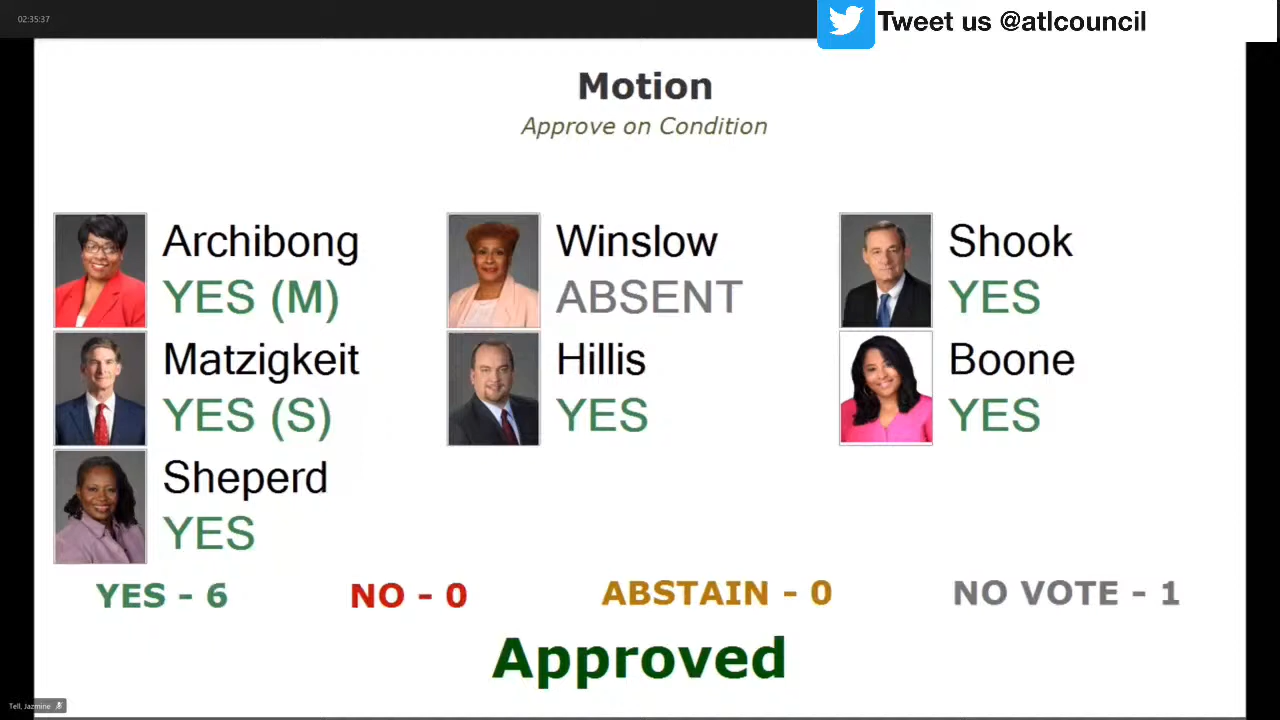 02:35:37
Tweet us @atlcouncil
Motion
Approve on Condition
Archibong
YES (M)
Winslow
ABSENT
Shook
YES
Matzigkeit
YES (S)
Hillis
YES
Boone
YES
Sheperd
YES
YES - 6
NO - 0
ABSTAIN - 0
NO VOTE - 1
Approved
Tell, Jazmine